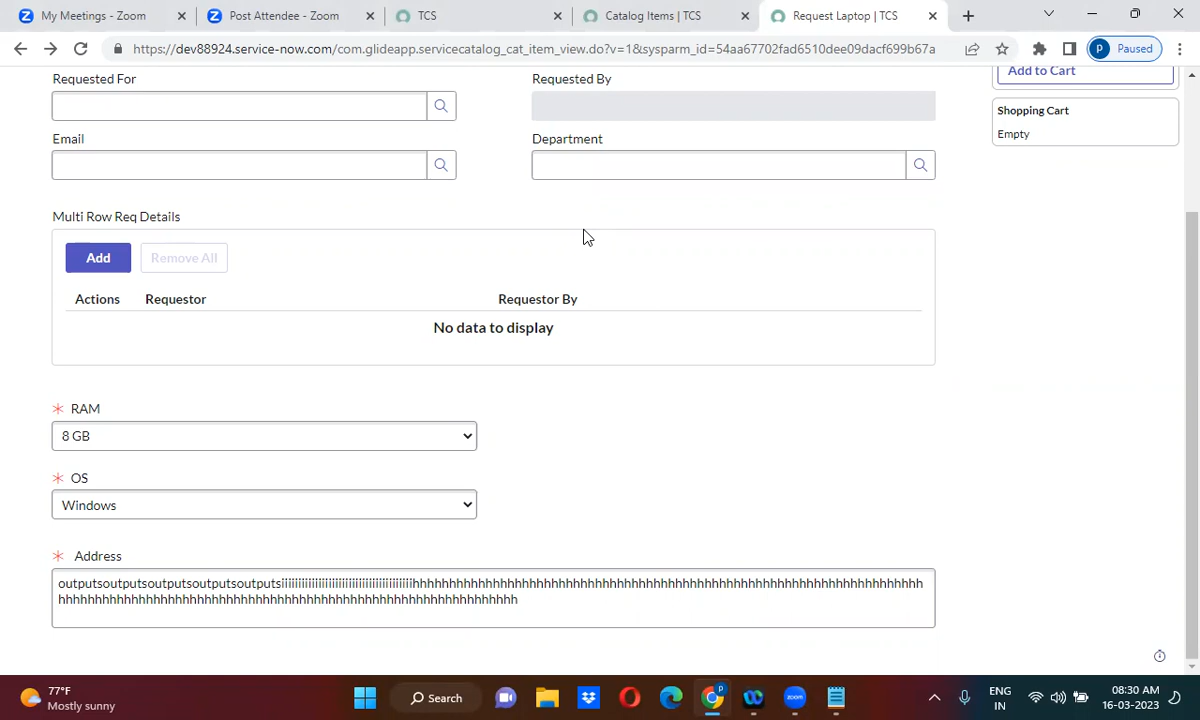 My Meetings - Zoom
Post Attendee - Zoom
TCS
Catalog Items | TCS
Request Laptop | TCS
https://dev88924.service-now.com/com.glideapp.servicecatalog_cat_item_view.do?v=1&sysparm_id=54aa67702fad6510dee09dacf699b67a
P Paused
Requested For
Requested By
Add to Cart
Shopping Cart
Empty
Email
Department
Multi Row Req Details
Add
Remove All
Actions Requestor Requestor By
No data to display
* RAM
8 GB
* OS
Windows
* Address
77°F
Mostly sunny
Search
P
zoom
ENG
IN
08:30 AM
16-03-2023